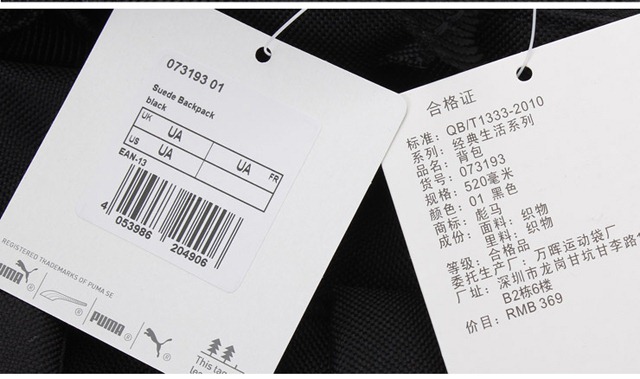 073193 01
Suede Backpack
black
UK
UA
US
UA
UA
FR
EAN-13
4 053986 204906
REGISTERED TRADEMARKS OF PUMA SE
PUMA
PUMA
This tag
合格证
标准: QB/T1333-2010
系列: 经典生活系列
品名: 背包
货号: 073193
规格: 520毫米
颜色: 01 黑色
商标: 彪马
成份: 面料: 织物
里料: 织物
等级: 合格品
委托生产厂: 万晖运动袋厂
厂址: 深圳市龙岗甘坑甘李路1
B2栋6楼
价目: RMB 369